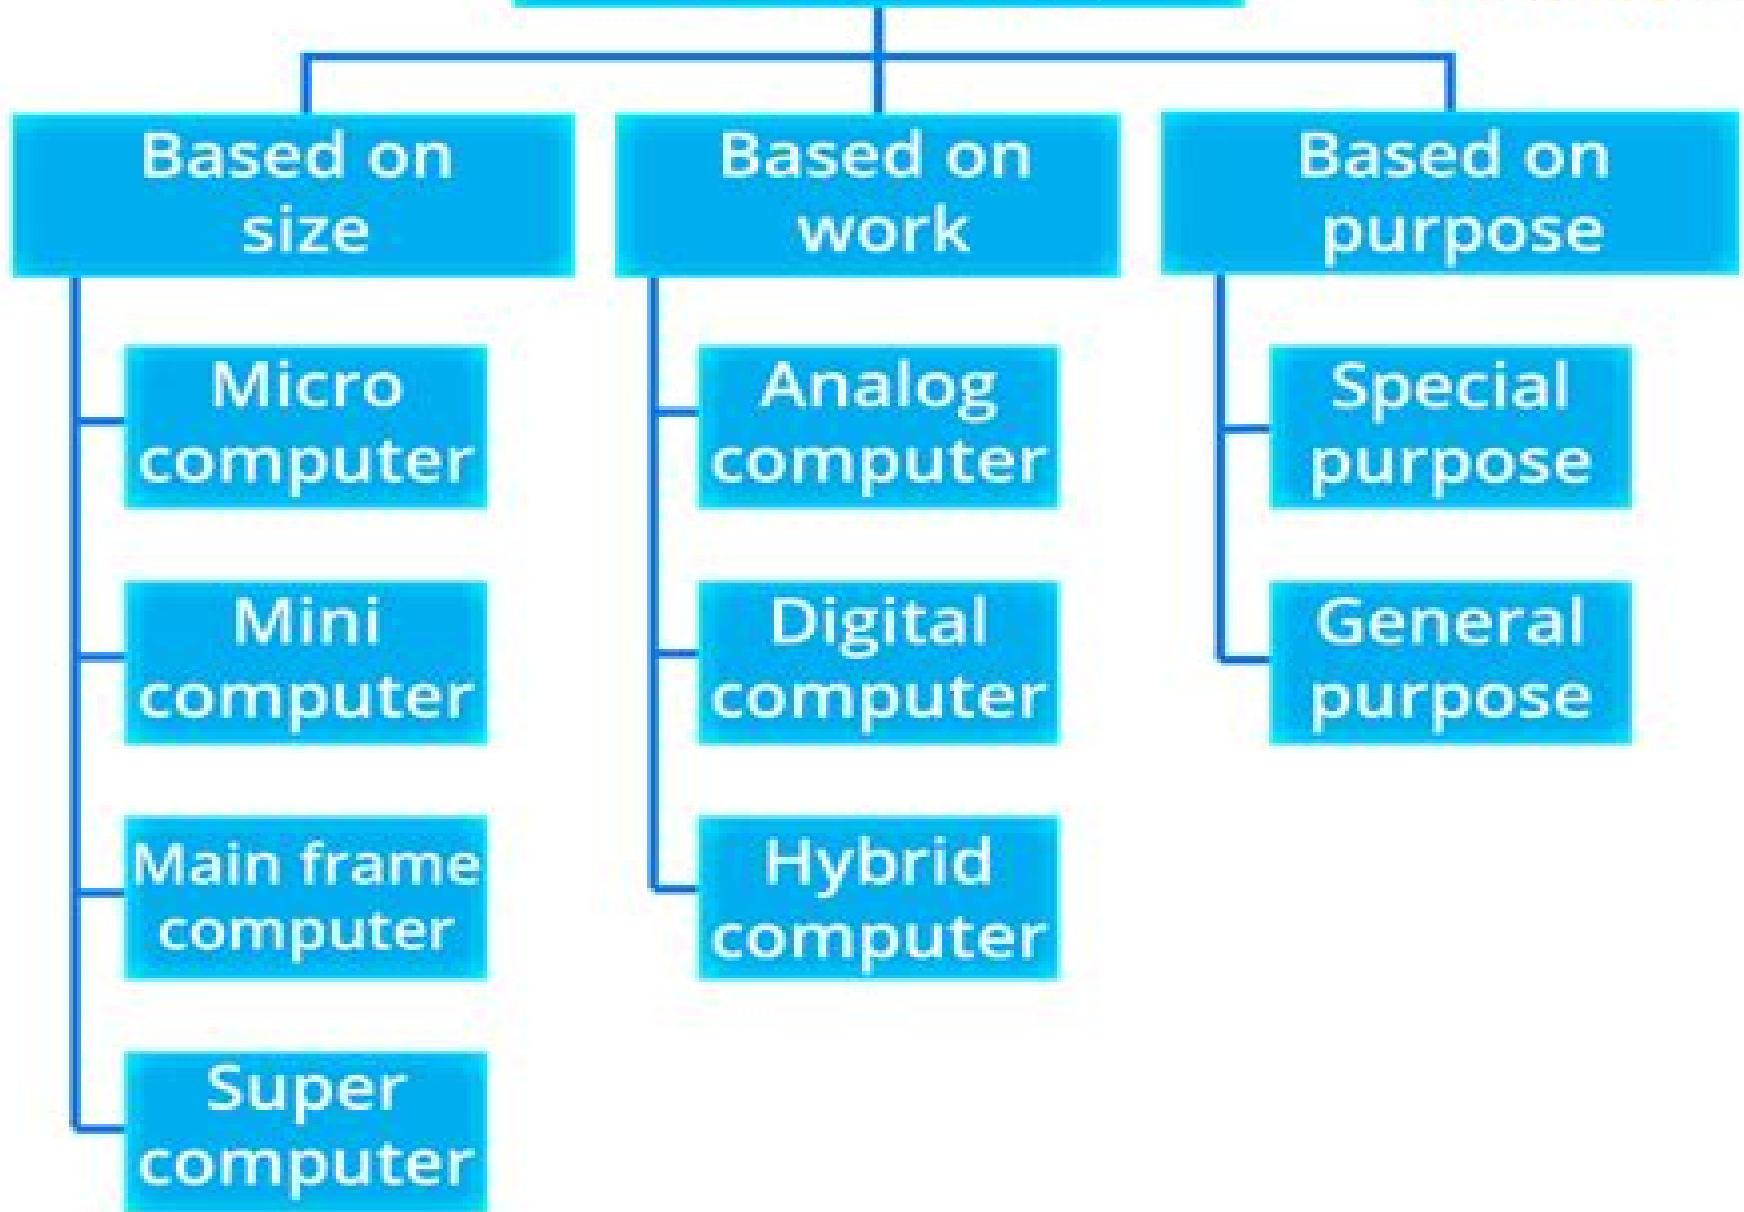 Based on
size
Micro
computer
Mini
computer
Main frame
computer
Super
computer
Based on
work
Analog
computer
Digital
computer
Hybrid
computer
Based on
purpose
Special
purpose
General
purpose